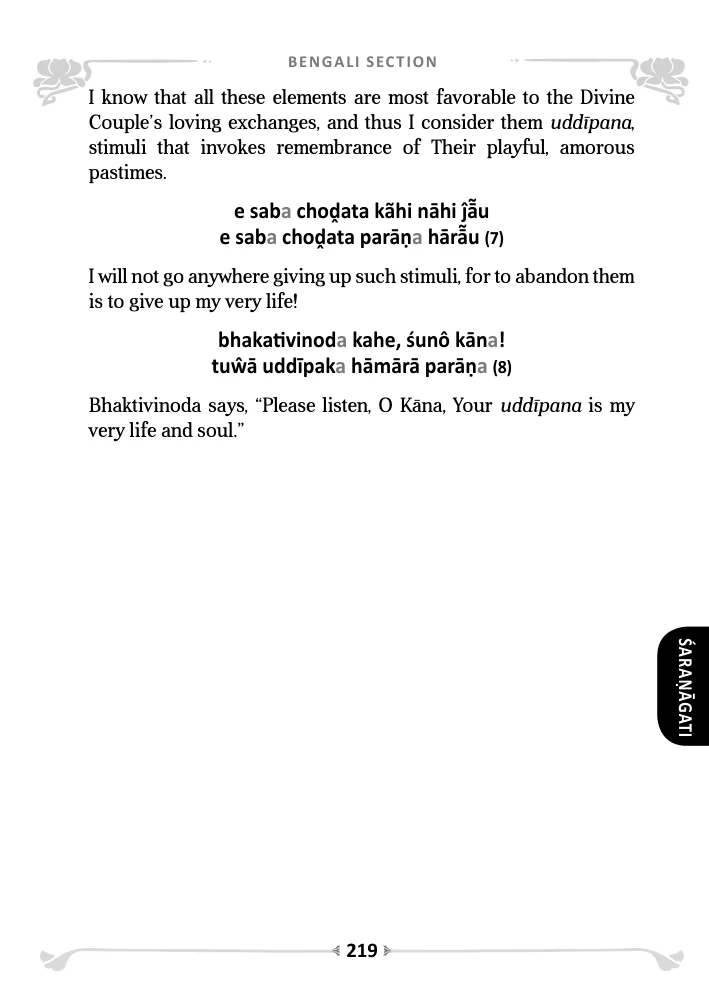 BENGALI SECTION
I know that all these elements are most favorable to the Divine
Couple’s loving exchanges, and thus I consider them uddīpana,
stimuli that invokes remembrance of Their playful, amorous
pastimes.
e saba choḓata kā̃hi nāhi ĵāũ
e saba choḓata parāṇa hārāũ (7)
I will not go anywhere giving up such stimuli, for to abandon them
is to give up my very life!
bhakativinoda kahe, śunô kāna!
tuŵā uddīpaka hāmārā parāṇa (8)
Bhaktivinoda says, “Please listen, O Kāna, Your uddīpana is my
very life and soul.”
ŚARAṆĀGATI
219